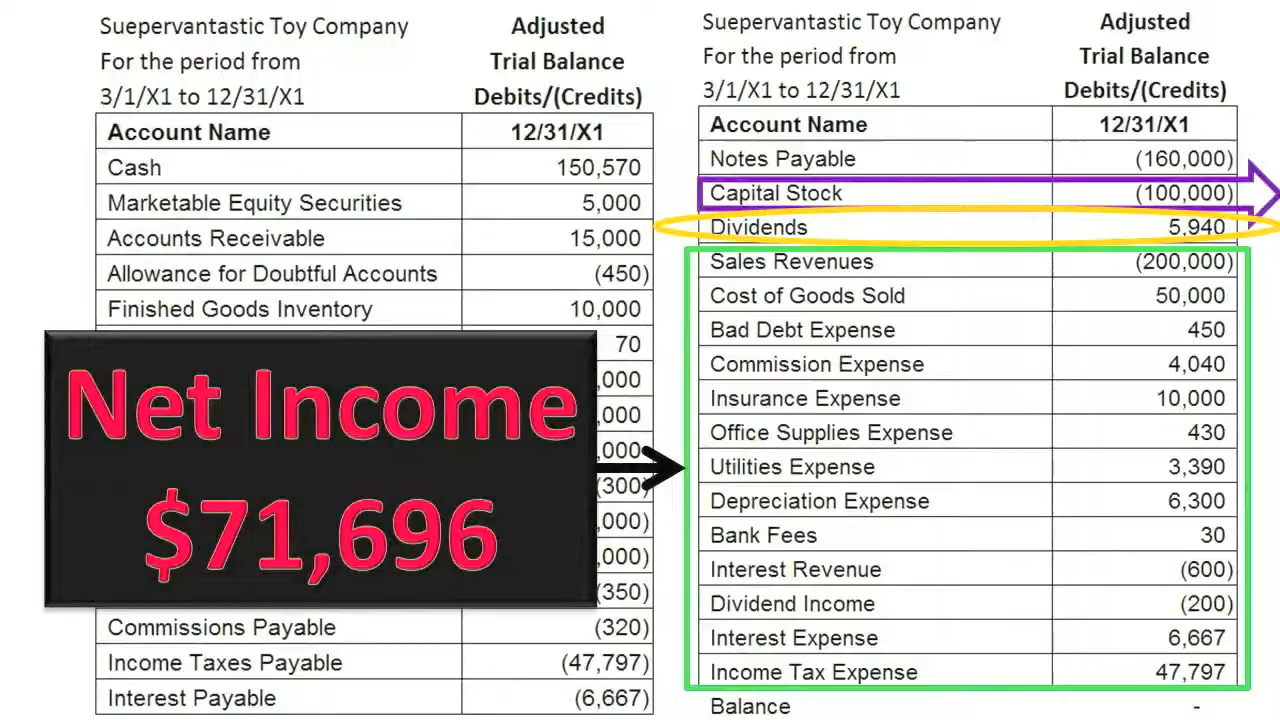 Suepervantastic Toy Company Adjusted
For the period from Trial Balance
3/1/X1 to 12/31/X1 Debits/(Credits)
Account Name 12/31/X1
Cash 150,570
Marketable Equity Securities 5,000
Accounts Receivable 15,000
Allowance for Doubtful Accounts (450)
Finished Goods Inventory 10,000
70
,000
,000
,000
(300)
,000)
,000)
(350)
Commissions Payable (320)
Income Taxes Payable (47,797)
Interest Payable (6,667)
Net Income
$71,696
Suepervantastic Toy Company Adjusted
For the period from Trial Balance
3/1/X1 to 12/31/X1 Debits/(Credits)
Account Name 12/31/X1
Notes Payable (160,000)
Capital Stock (100,000)
Dividends 5,940
Sales Revenues (200,000)
Cost of Goods Sold 50,000
Bad Debt Expense 450
Commission Expense 4,040
Insurance Expense 10,000
Office Supplies Expense 430
Utilities Expense 3,390
Depreciation Expense 6,300
Bank Fees 30
Interest Revenue (600)
Dividend Income (200)
Interest Expense 6,667
Income Tax Expense 47,797
Balance -